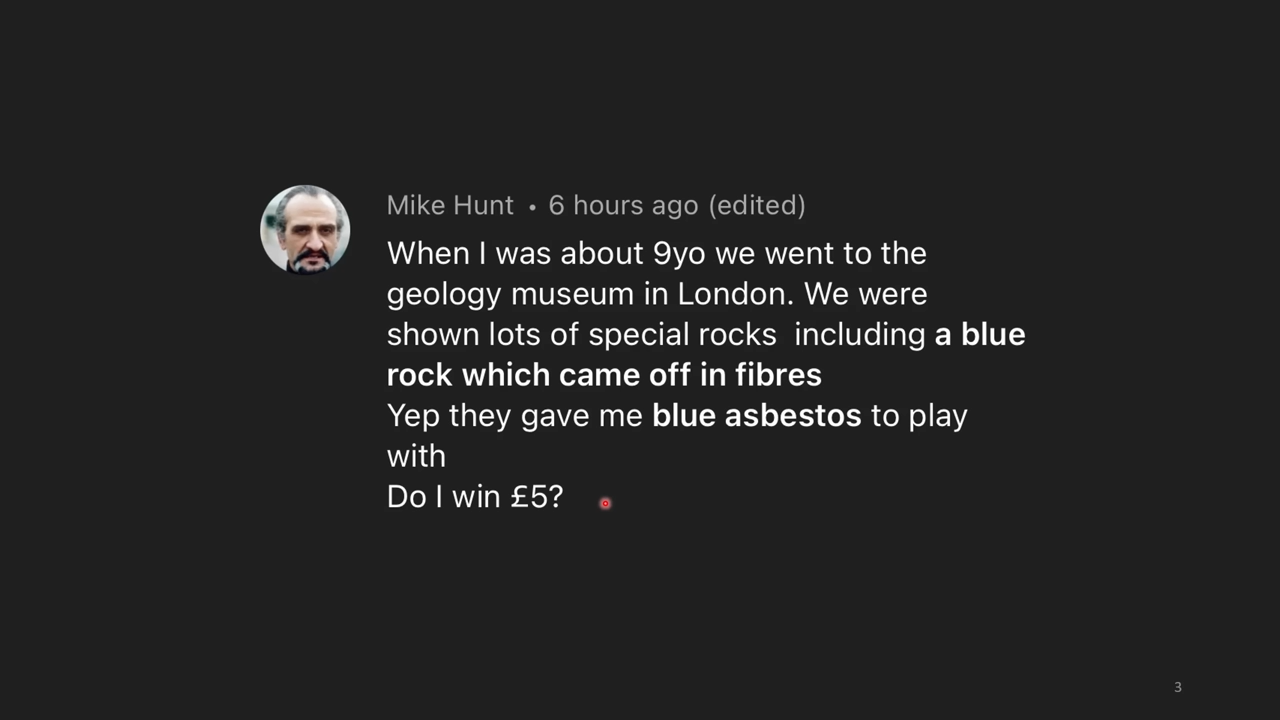 Mike Hunt • 6 hours ago (edited)
When I was about 9yo we went to the
geology museum in London. We were
shown lots of special rocks  including a blue
rock which came off in fibres
Yep they gave me blue asbestos to play
with
Do I win £5?
3